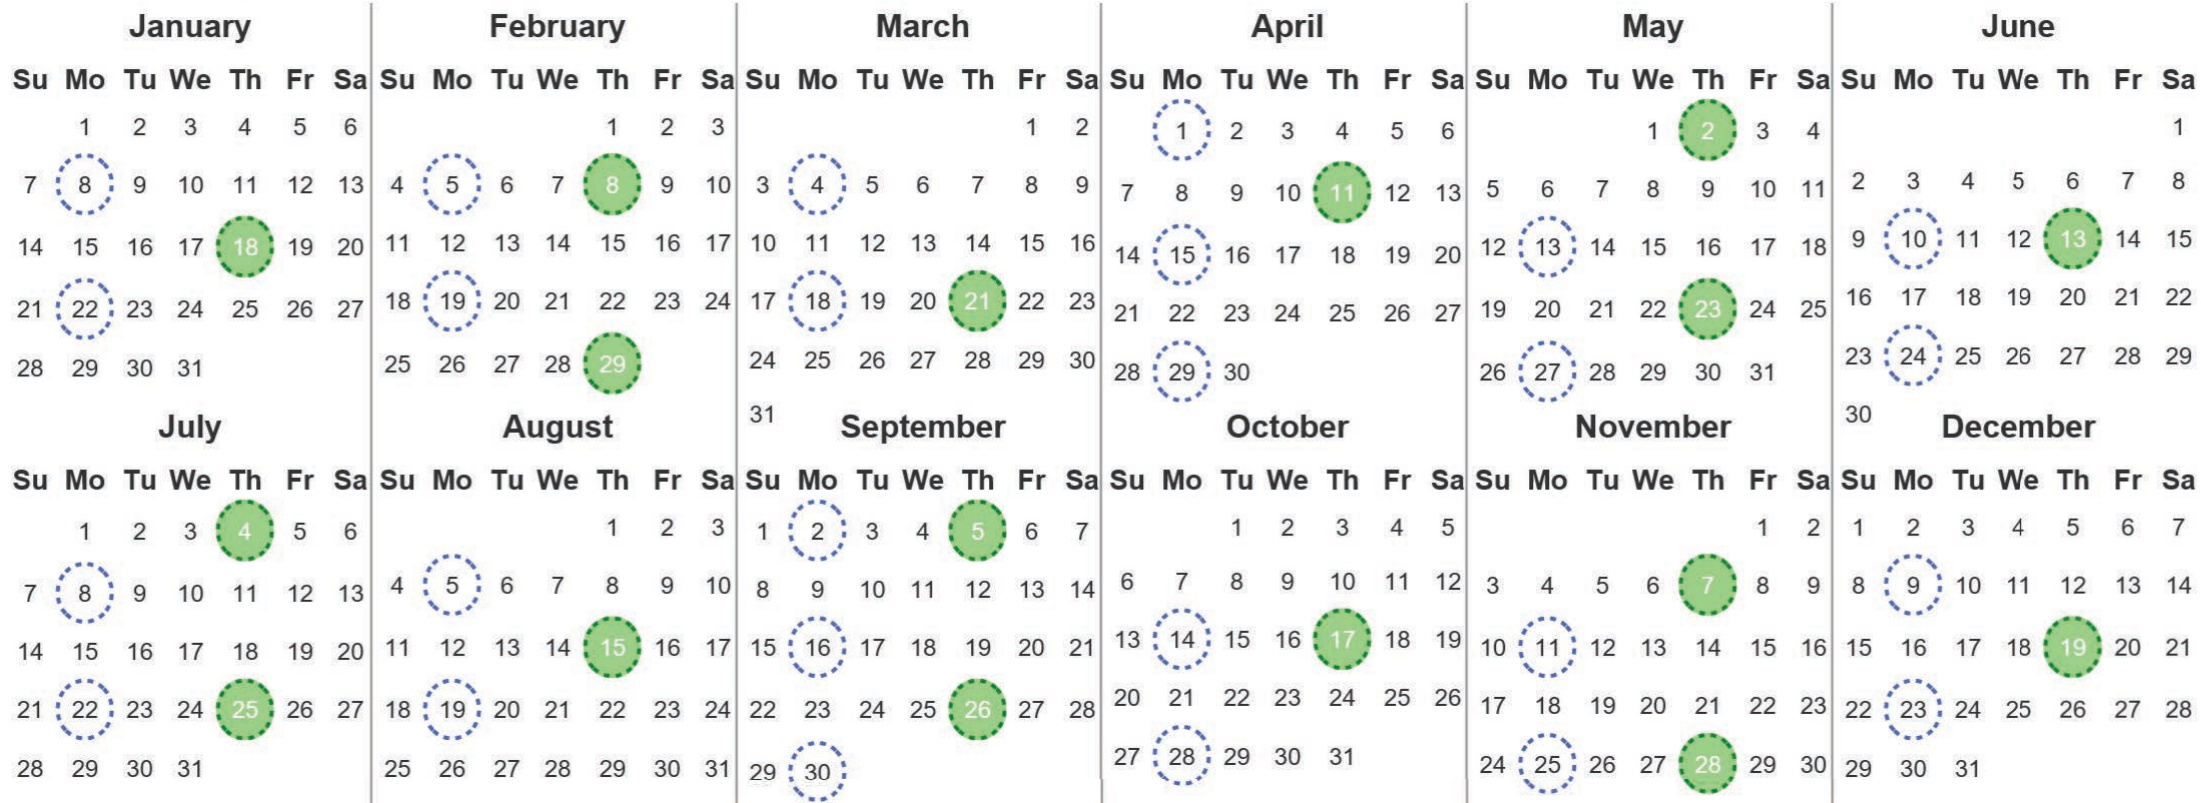 January
Su Mo Tu We Th Fr Sa
1 2 3 4 5 6
7 8 9 10 11 12 13
14 15 16 17 18 19 20
21 22 23 24 25 26 27
28 29 30 31
February
Su Mo Tu We Th Fr Sa
1 2 3
4 5 6 7 8 9 10
11 12 13 14 15 16 17
18 19 20 21 22 23 24
25 26 27 28 29
March
Su Mo Tu We Th Fr Sa
1 2
3 4 5 6 7 8 9
10 11 12 13 14 15 16
17 18 19 20 21 22 23
24 25 26 27 28 29 30
31
April
Su Mo Tu We Th Fr Sa
1 2 3 4 5 6
7 8 9 10 11 12 13
14 15 16 17 18 19 20
21 22 23 24 25 26 27
28 29 30
May
Su Mo Tu We Th Fr Sa
1 2 3 4
5 6 7 8 9 10 11
12 13 14 15 16 17 18
19 20 21 22 23 24 25
26 27 28 29 30 31
June
Su Mo Tu We Th Fr Sa
1
2 3 4 5 6 7 8
9 10 11 12 13 14 15
16 17 18 19 20 21 22
23 24 25 26 27 28 29
30
July
Su Mo Tu We Th Fr Sa
1 2 3 4 5 6
7 8 9 10 11 12 13
14 15 16 17 18 19 20
21 22 23 24 25 26 27
28 29 30 31
August
Su Mo Tu We Th Fr Sa
1 2 3
4 5 6 7 8 9 10
11 12 13 14 15 16 17
18 19 20 21 22 23 24
25 26 27 28 29 30 31
September
Su Mo Tu We Th Fr Sa
1 2 3 4 5 6 7
8 9 10 11 12 13 14
15 16 17 18 19 20 21
22 23 24 25 26 27 28
29 30
October
Su Mo Tu We Th Fr Sa
1 2 3 4 5
6 7 8 9 10 11 12
13 14 15 16 17 18 19
20 21 22 23 24 25 26
27 28 29 30 31
November
Su Mo Tu We Th Fr Sa
1 2
3 4 5 6 7 8 9
10 11 12 13 14 15 16
17 18 19 20 21 22 23
24 25 26 27 28 29 30
December
Su Mo Tu We Th Fr Sa
1 2 3 4 5 6 7
8 9 10 11 12 13 14
15 16 17 18 19 20 21
22 23 24 25 26 27 28
29 30 31